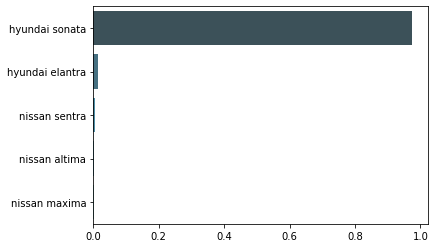 hyundai sonata
hyundai elantra
nissan sentra
nissan altima
nissan maxima
0.0 0.2 0.4 0.6 0.8 1.0